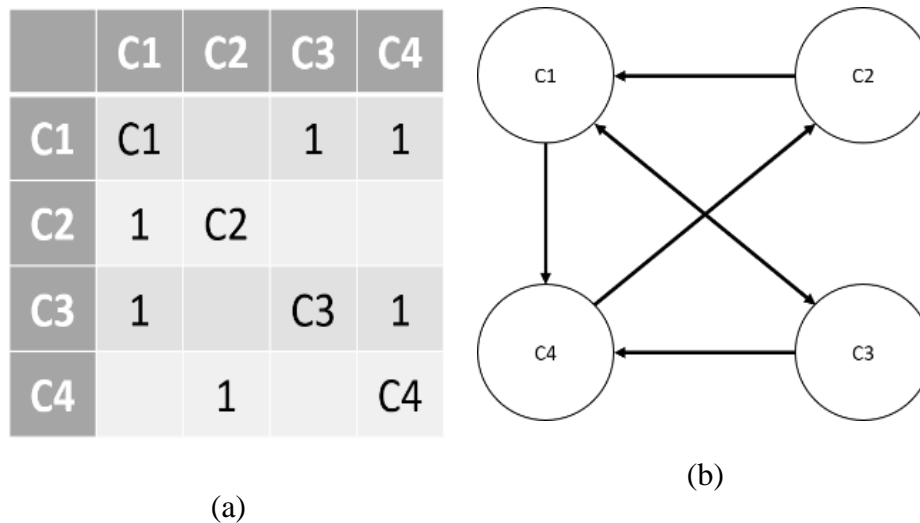 C1 C2 C3 C4
C1 C1 1 1
C2 1 C2
C3 1 C3 1
C4 1 C4
(a)
C1 C2
C4 C3
(b)